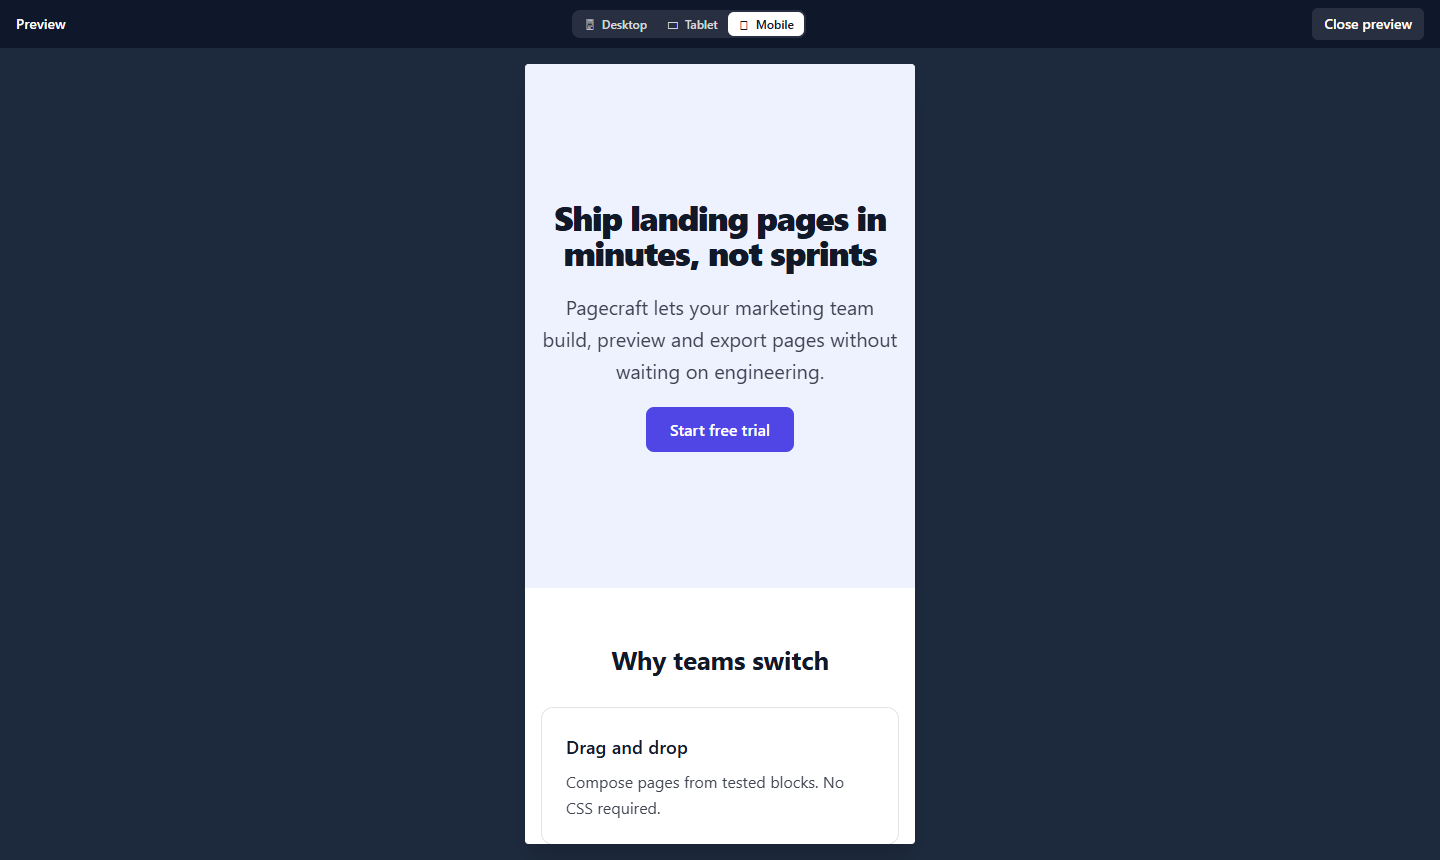 Preview
Desktop
Tablet
Mobile
Close preview
Ship landing pages in
minutes, not sprints
Pagecraft lets your marketing team
build, preview and export pages without
waiting on engineering.
Start free trial
Why teams switch
Drag and drop
Compose pages from tested blocks. No
CSS required.